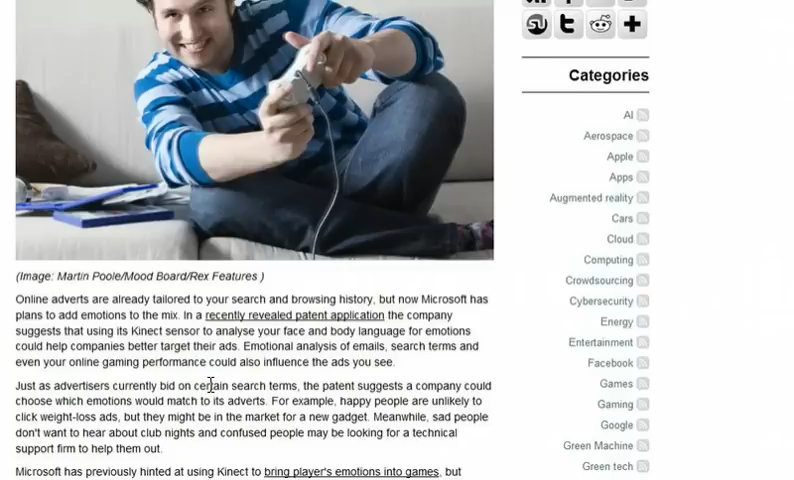 Categories
AI
Aerospace
Apple
Apps
Augmented reality
Cars
Cloud
Computing
Crowdsourcing
Cybersecurity
Energy
Entertainment
Facebook
Games
Gaming
Google
Green Machine
Green tech
(Image: Martin Poole/Mood Board/Rex Features )
Online adverts are already tailored to your search and browsing history, but now Microsoft has
plans to add emotions to the mix. In a recently revealed patent application the company
suggests that using its Kinect sensor to analyse your face and body language for emotions
could help companies better target their ads. Emotional analysis of emails, search terms and
even your online gaming performance could also influence the ads you see.
Just as advertisers currently bid on certain search terms, the patent suggests a company could
choose which emotions would match to its adverts. For example, happy people are unlikely to
click weight-loss ads, but they might be in the market for a new gadget. Meanwhile, sad people
don't want to hear about club nights and confused people may be looking for a technical
support firm to help them out.
Microsoft has previously hinted at using Kinect to bring player's emotions into games, but